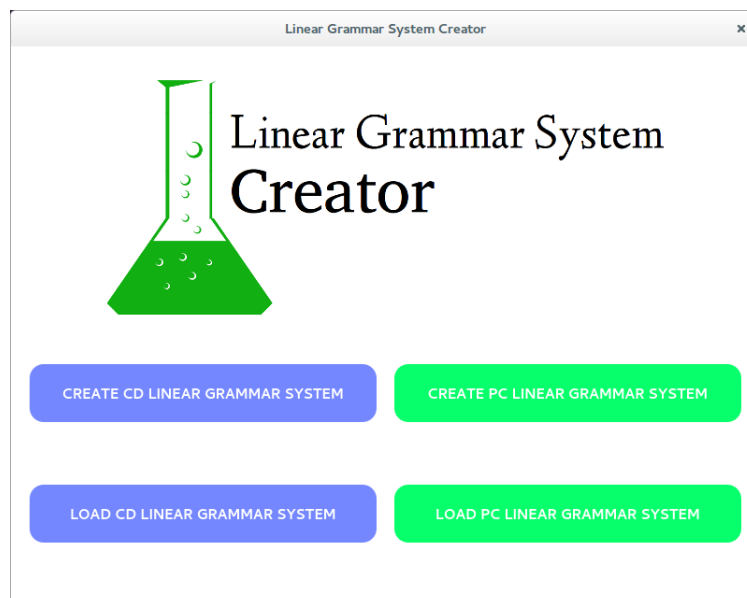 Linear Grammar System Creator
Linear Grammar System
Creator
CREATE CD LINEAR GRAMMAR SYSTEM
CREATE PC LINEAR GRAMMAR SYSTEM
LOAD CD LINEAR GRAMMAR SYSTEM
LOAD PC LINEAR GRAMMAR SYSTEM